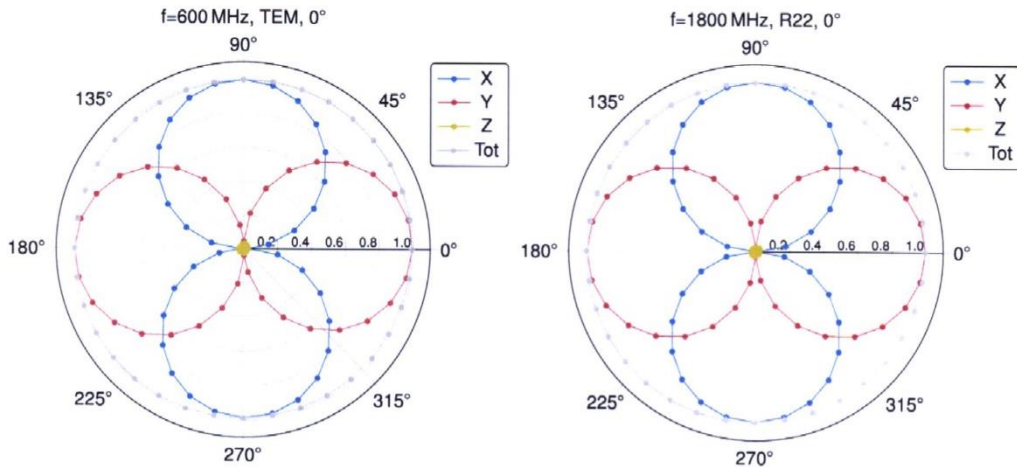 f=600 MHz, TEM, 0°
90°
135°
45°
X
Y
Z
Tot
180°
0.2 0.4 0.6 0.8 1.0
0°
225°
315°
270°
f=1800 MHz, R22, 0°
90°
135°
45°
X
Y
Z
Tot
180°
0.2 0.4 0.6 0.8 1.0
0°
225°
315°
270°